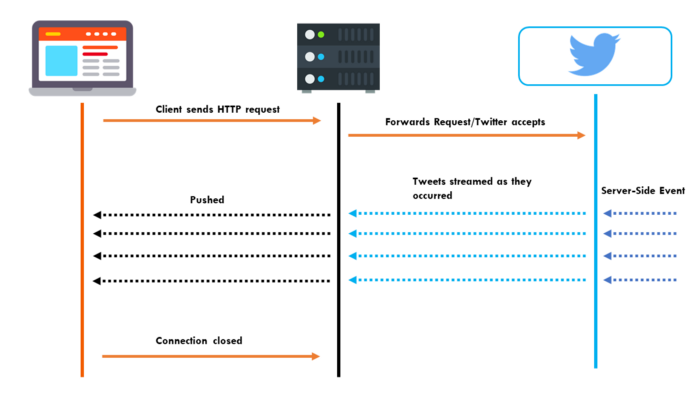 Client sends HTTP request
Forwards Request/Twitter accepts
Tweets streamed as they
occurred
Server-Side Event
Pushed
Connection closed